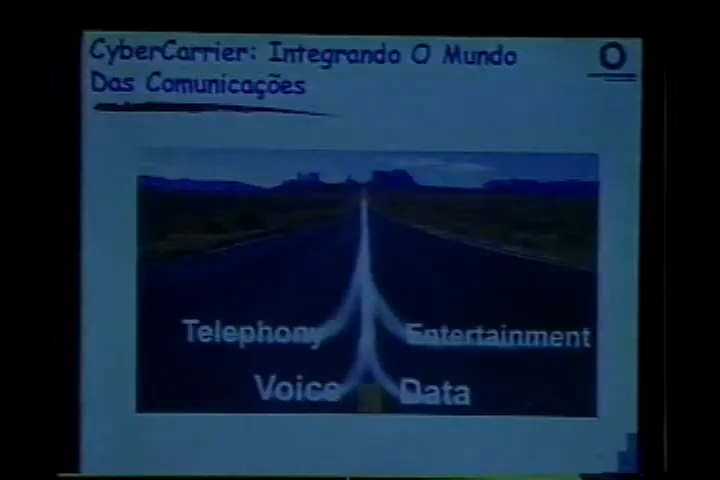 CyberCarrier: Integrando O Mundo
Das Comunicações
Telephony
Entertainment
Voice
Data